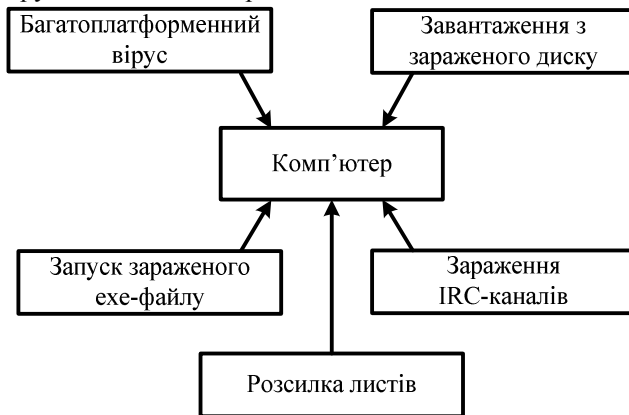 Багатоплатформенний
вірус
Завантаження з
зараженого диску
Комп’ютер
Запуск зараженого
exe-файлу
Зараження
IRC-каналів
Розсилка листів